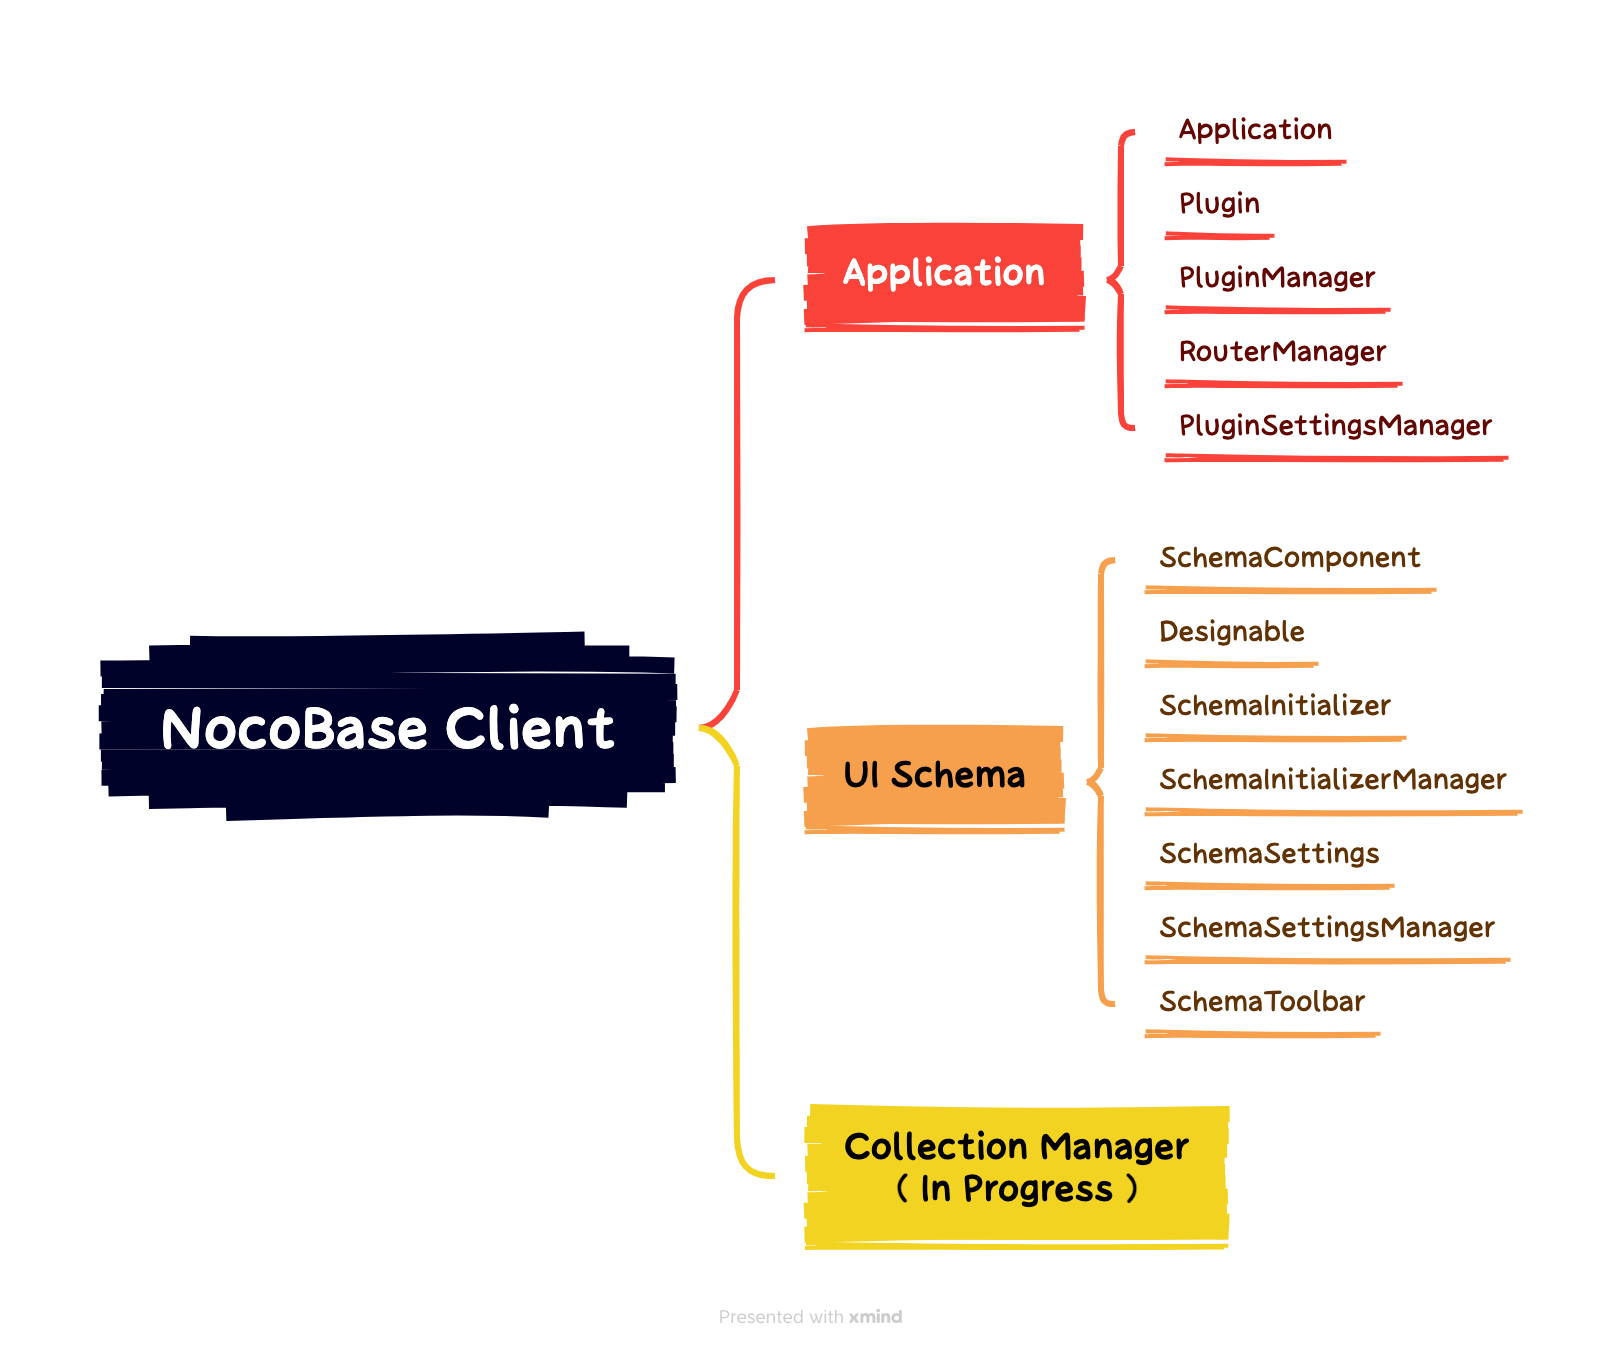 NocoBase Client
Application
Application
Plugin
PluginManager
RouterManager
PluginSettingsManager
UI Schema
SchemaComponent
Designable
SchemaInitializer
SchemaInitializerManager
SchemaSettings
SchemaSettingsManager
SchemaToolbar
Collection Manager
( In Progress )
Presented with xmind